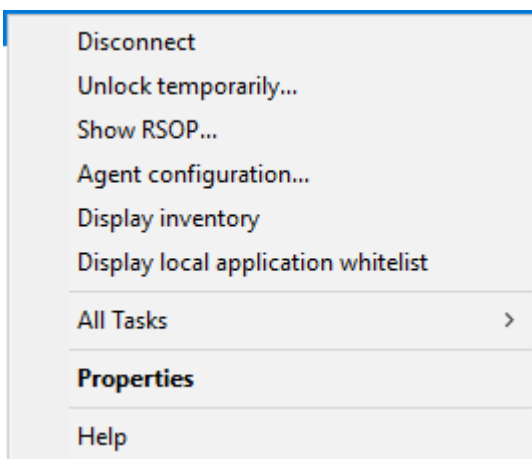 Disconnect
Unlock temporarily...
Show RSOP...
Agent configuration...
Display inventory
Display local application whitelist
All Tasks
Properties
Help